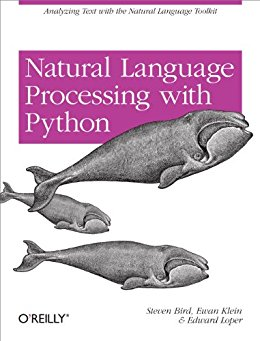 Analyzing Text with the Natural Language Toolkit
Natural Language
Processing with
Python
O'REILLY®
Steven Bird, Ewan Klein
& Edward Loper